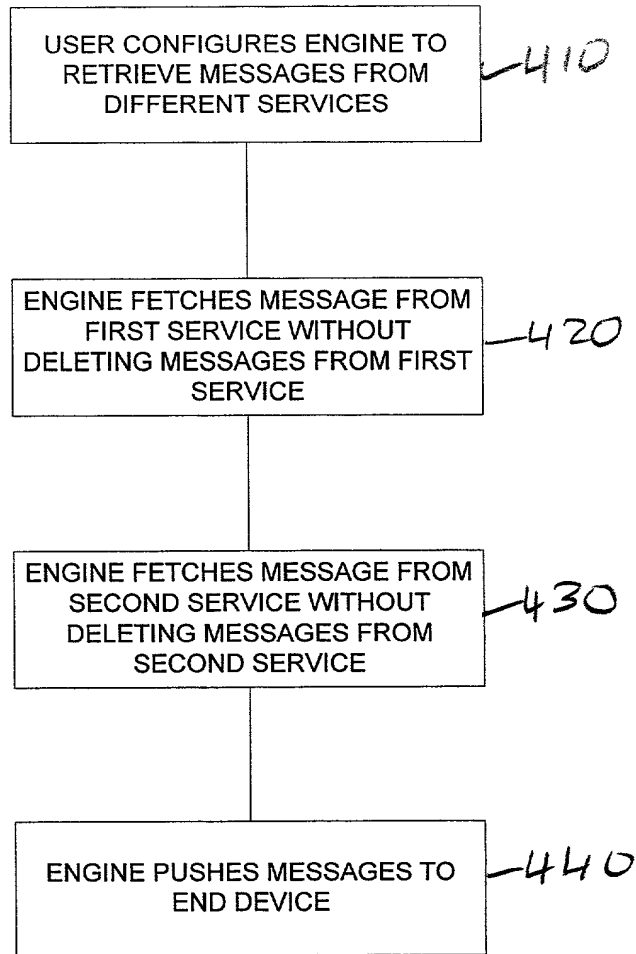 USER CONFIGURES ENGINE TO
RETRIEVE MESSAGES FROM
DIFFERENT SERVICES
410
ENGINE FETCHES MESSAGE FROM
FIRST SERVICE WITHOUT
DELETING MESSAGES FROM FIRST
SERVICE
420
ENGINE FETCHES MESSAGE FROM
SECOND SERVICE WITHOUT
DELETING MESSAGES FROM
SECOND SERVICE
430
ENGINE PUSHES MESSAGES TO
END DEVICE
440